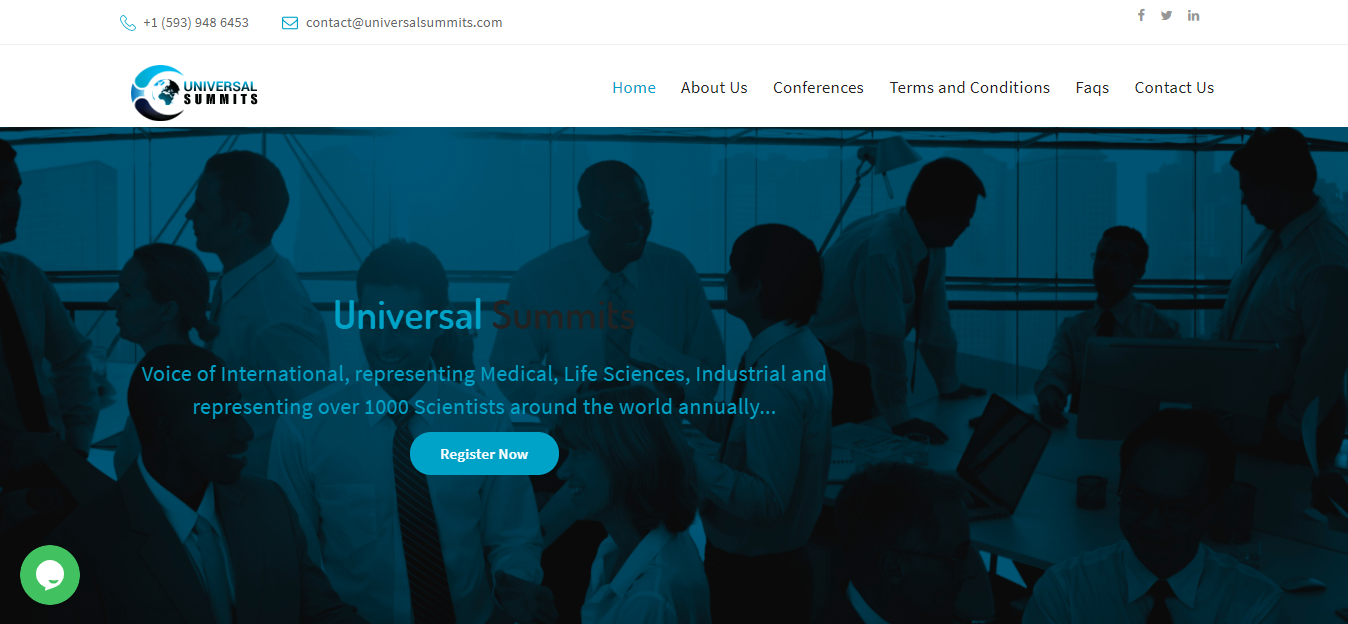 +1 (593) 948 6453
contact@universalsummits.com
UNIVERSAL
SUMMITS
Home
About Us
Conferences
Terms and Conditions
Faqs
Contact Us
Universal Summits
Voice of International, representing Medical, Life Sciences, Industrial and
representing over 1000 Scientists around the world annually...
Register Now